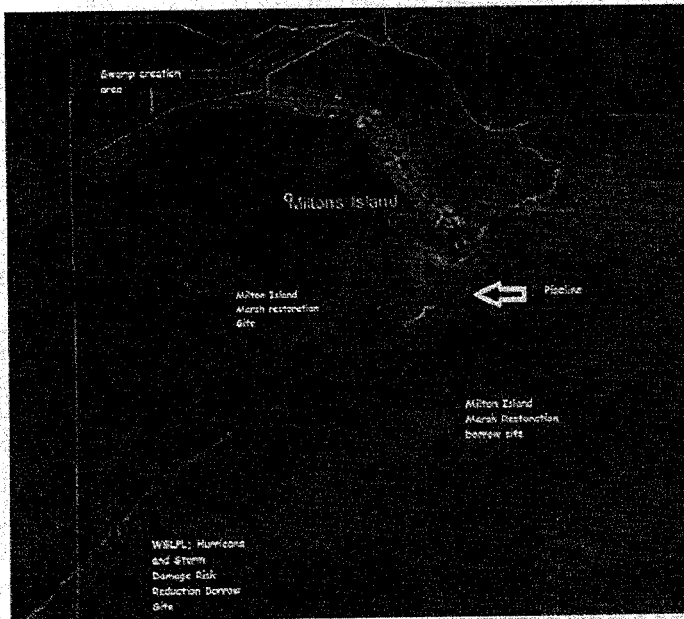 Swamp creation
area
Miltons Island
Milton Island
Marsh restoration
Site
Pipeline
Milton Island
Marsh Restoration
borrow site
WSLPL: Hurricane
and Storm
Damage Risk
Reduction Borrow
Site